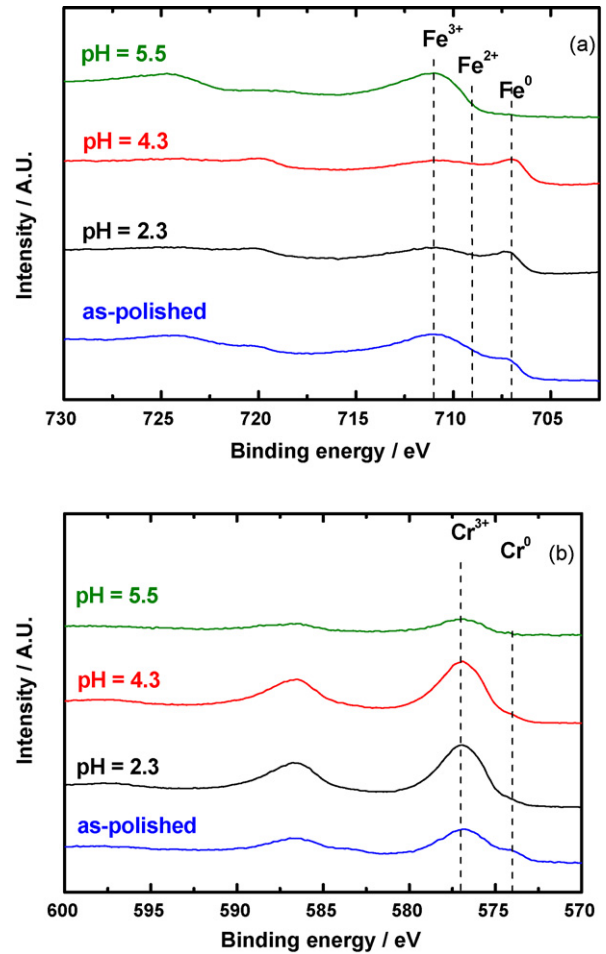 (a)
Fe³⁺
Fe²⁺
Fe⁰
pH = 5.5
pH = 4.3
pH = 2.3
as-polished
Intensity / A.U.
730 725 720 715 710 705
Binding energy / eV
(b)
Cr³⁺
Cr⁰
pH = 5.5
pH = 4.3
pH = 2.3
as-polished
Intensity / A.U.
600 595 590 585 580 575 570
Binding energy / eV